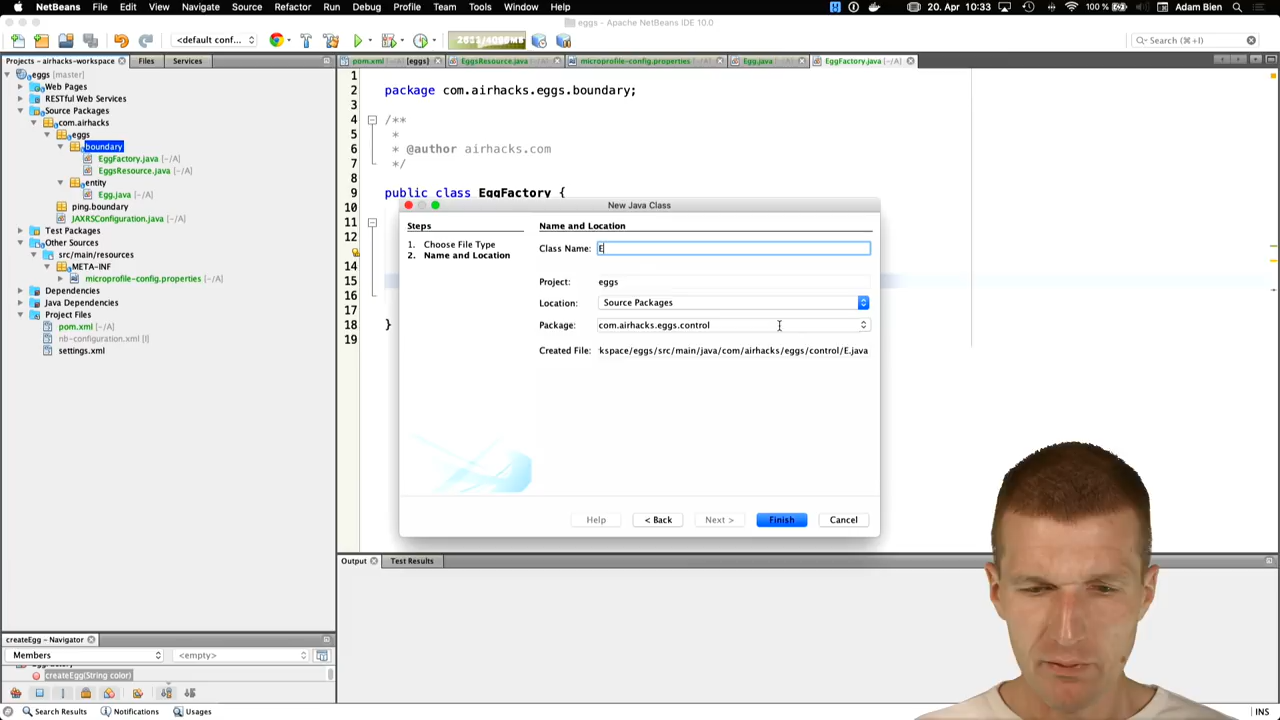 NetBeans File Edit View Navigate Source Refactor Run Debug Profile Team Tools Window Help 20. Apr 10:33 100 % Adam Bien
eggs - Apache NetBeans IDE 10.0
<default conf... Search (⌘+I)
Projects - airhacks-workspace Files Services
pom.xml [eggs] EggsResource.java [-/A] microprofile-config.properties [-/A] Egg.java [-/A] EggFactory.java [-/A]
eggs [master]
Web Pages
RESTful Web Services
Source Packages
com.airhacks
eggs
boundary
EggFactory.java [-/A]
EggsResource.java [-/A]
entity
Egg.java [-/A]
ping.boundary
JAXRSConfiguration.java [-/A]
Test Packages
Other Sources
src/main/resources
META-INF
microprofile-config.properties [-/A]
Dependencies
Java Dependencies
Project Files
pom.xml [-/A]
nb-configuration.xml [I]
settings.xml
1
2 package com.airhacks.eggs.boundary;
3
4 /**
5 *
6 * @author airhacks.com
7 */
8
9 public class EggFactory {
10
11
12
14
15
16
17
18 }
19
New Java Class
Steps
1. Choose File Type
2. Name and Location
Name and Location
Class Name: E
Project: eggs
Location: Source Packages
Package: com.airhacks.eggs.control
Created File: kspace/eggs/src/main/java/com/airhacks/eggs/control/E.java
Help < Back Next > Finish Cancel
Output Test Results
createEgg - Navigator
Members <empty>
createEgg(String color)
Search Results Notifications Usages
INS